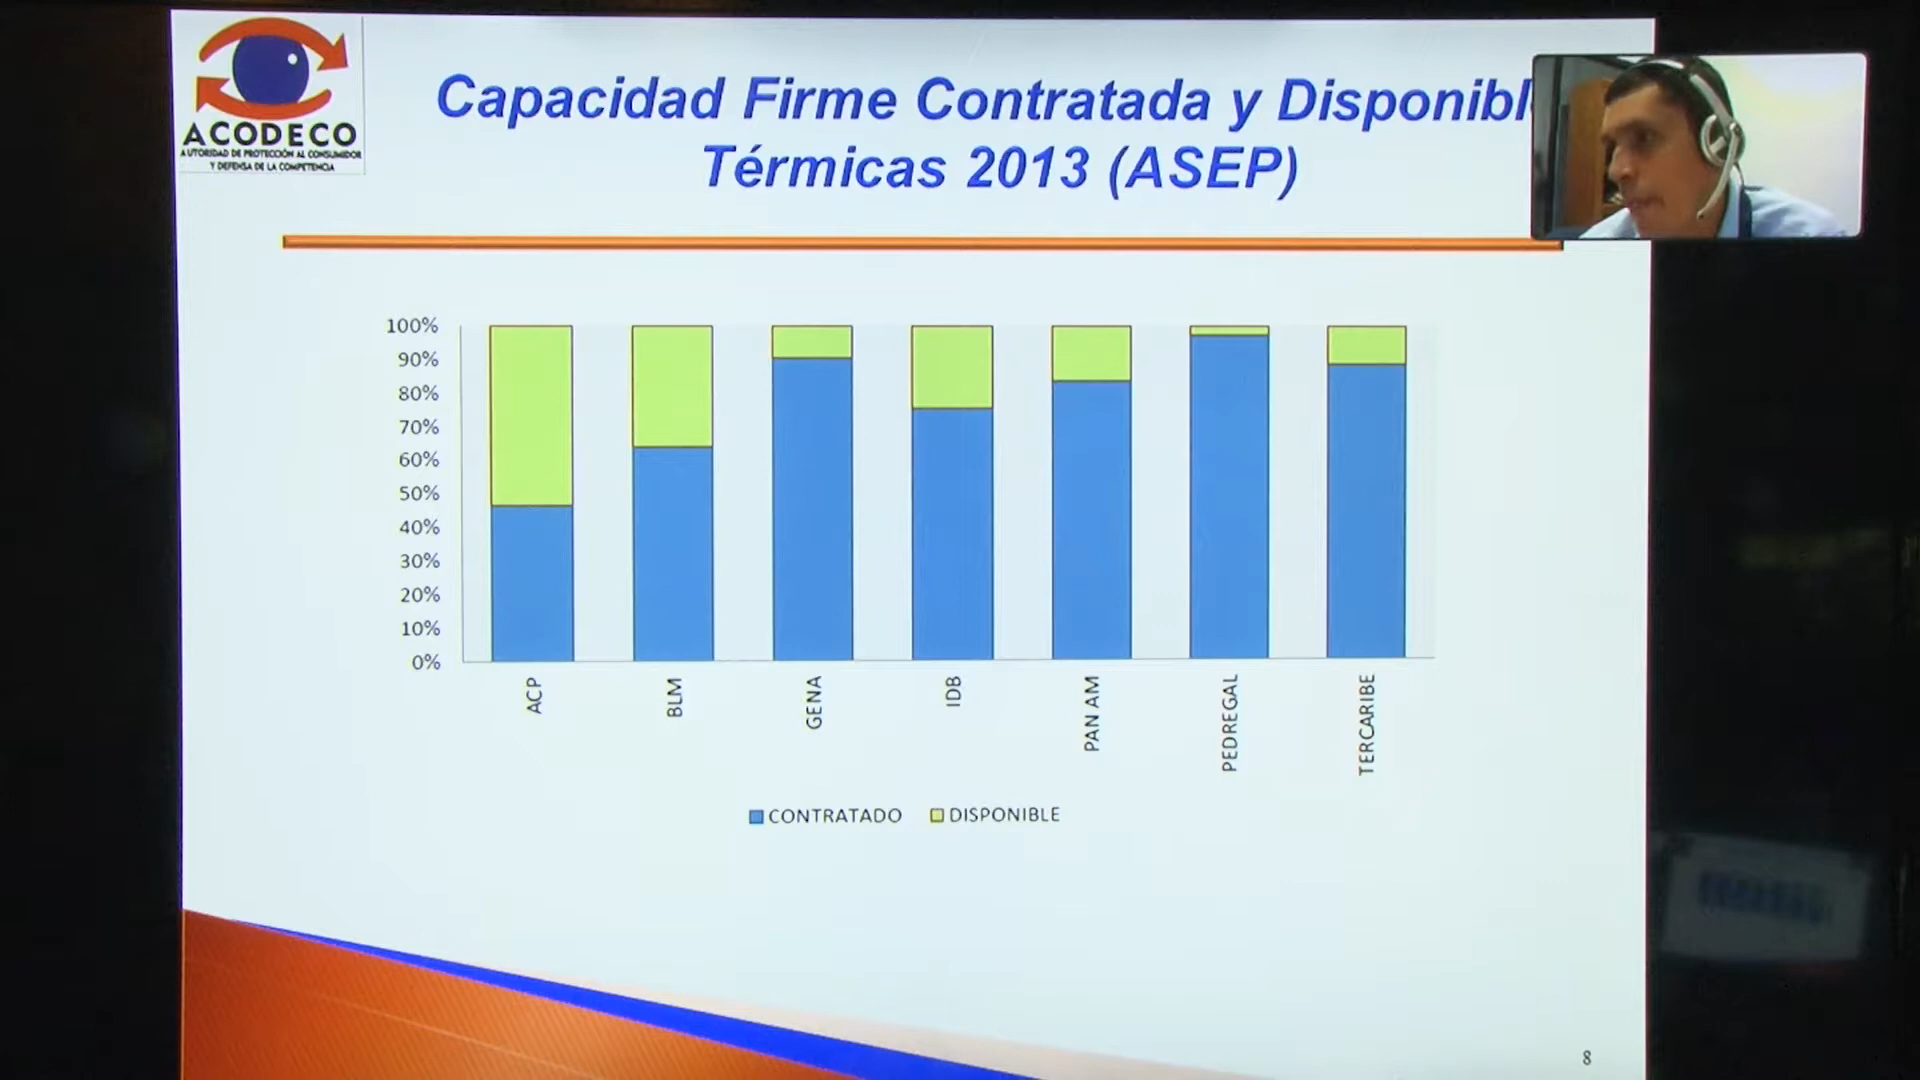 ACODECO
AUTORIDAD DE PROTECCIÓN AL CONSUMIDOR
Y DEFENSA DE LA COMPETENCIA
Capacidad Firme Contratada y Disponibl
Térmicas 2013 (ASEP)
100%
90%
80%
70%
60%
50%
40%
30%
20%
10%
0%
ACP
BLM
GENA
IDB
PAN AM
PEDREGAL
TERCARIBE
CONTRATADO DISPONIBLE
8